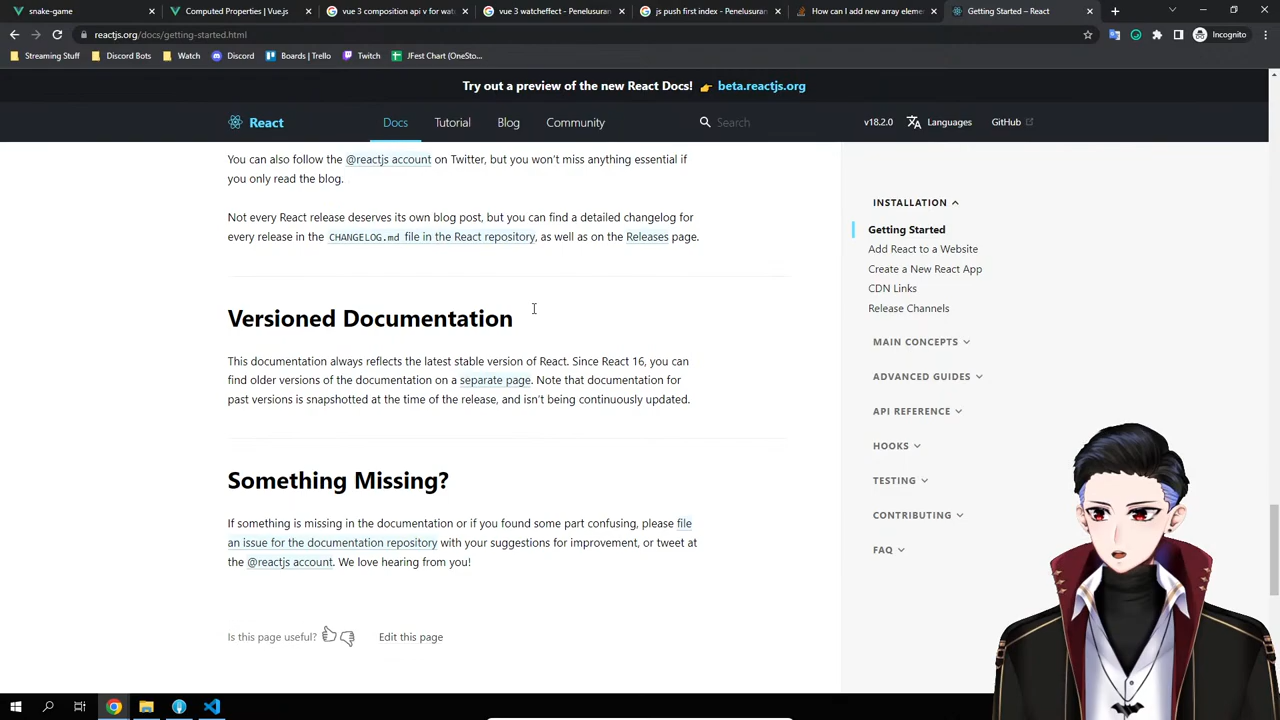 snake-game
Computed Properties | Vue.js
vue 3 composition api v for wat
vue 3 watcheffect - Penelusuran
js push first index - Penelusuran
How can I add new array elem
Getting Started – React
reactjs.org/docs/getting-started.html
Incognito
Streaming Stuff
Discord Bots
Watch
Discord
Boards | Trello
Twitch
JFest Chart (OneSto...
Try out a preview of the new React Docs! 👉 beta.reactjs.org
React
Docs
Tutorial
Blog
Community
Search
v18.2.0
Languages
GitHub
You can also follow the @reactjs account on Twitter, but you won't miss anything essential if
you only read the blog.
Not every React release deserves its own blog post, but you can find a detailed changelog for
every release in the CHANGELOG.md file in the React repository, as well as on the Releases page.
Versioned Documentation
This documentation always reflects the latest stable version of React. Since React 16, you can
find older versions of the documentation on a separate page. Note that documentation for
past versions is snapshotted at the time of the release, and isn't being continuously updated.
Something Missing?
If something is missing in the documentation or if you found some part confusing, please file
an issue for the documentation repository with your suggestions for improvement, or tweet at
the @reactjs account. We love hearing from you!
Is this page useful?
Edit this page
INSTALLATION
Getting Started
Add React to a Website
Create a New React App
CDN Links
Release Channels
MAIN CONCEPTS
ADVANCED GUIDES
API REFERENCE
HOOKS
TESTING
CONTRIBUTING
FAQ